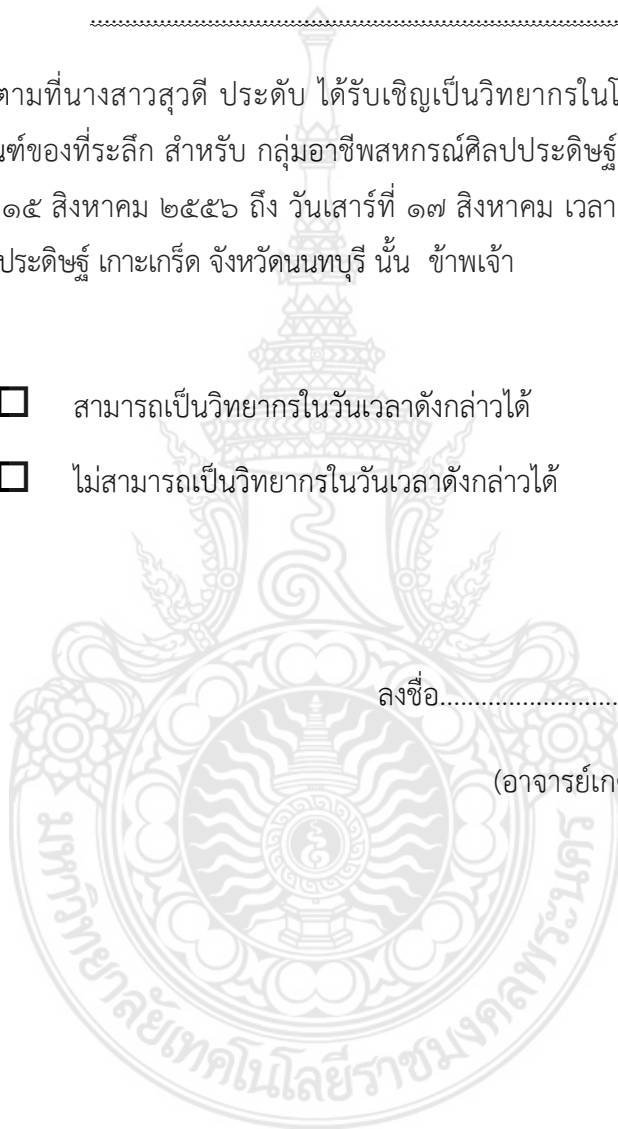 ตามที่นางสาวสุวดี ประดับ ได้รับเชิญเป็นวิทยากรในโ
ณฑ์ของที่ระลึก สำหรับ กลุ่มอาชีพสหกรณ์ศิลปประดิษฐ์
๑๕ สิงหาคม ๒๕๕๖ ถึง วันเสาร์ที่ ๑๗ สิงหาคม เวลา
ประดิษฐ์ เกาะเกร็ด จังหวัดนนทบุรี นั้น ข้าพเจ้า
สามารถเป็นวิทยากรในวันเวลาดังกล่าวได้
ไม่สามารถเป็นวิทยากรในวันเวลาดังกล่าวได้
ลงชื่อ..........................
(อาจารย์เก
มหาวิทยาลัยเทคโนโลยีราชมงคลพระนคร